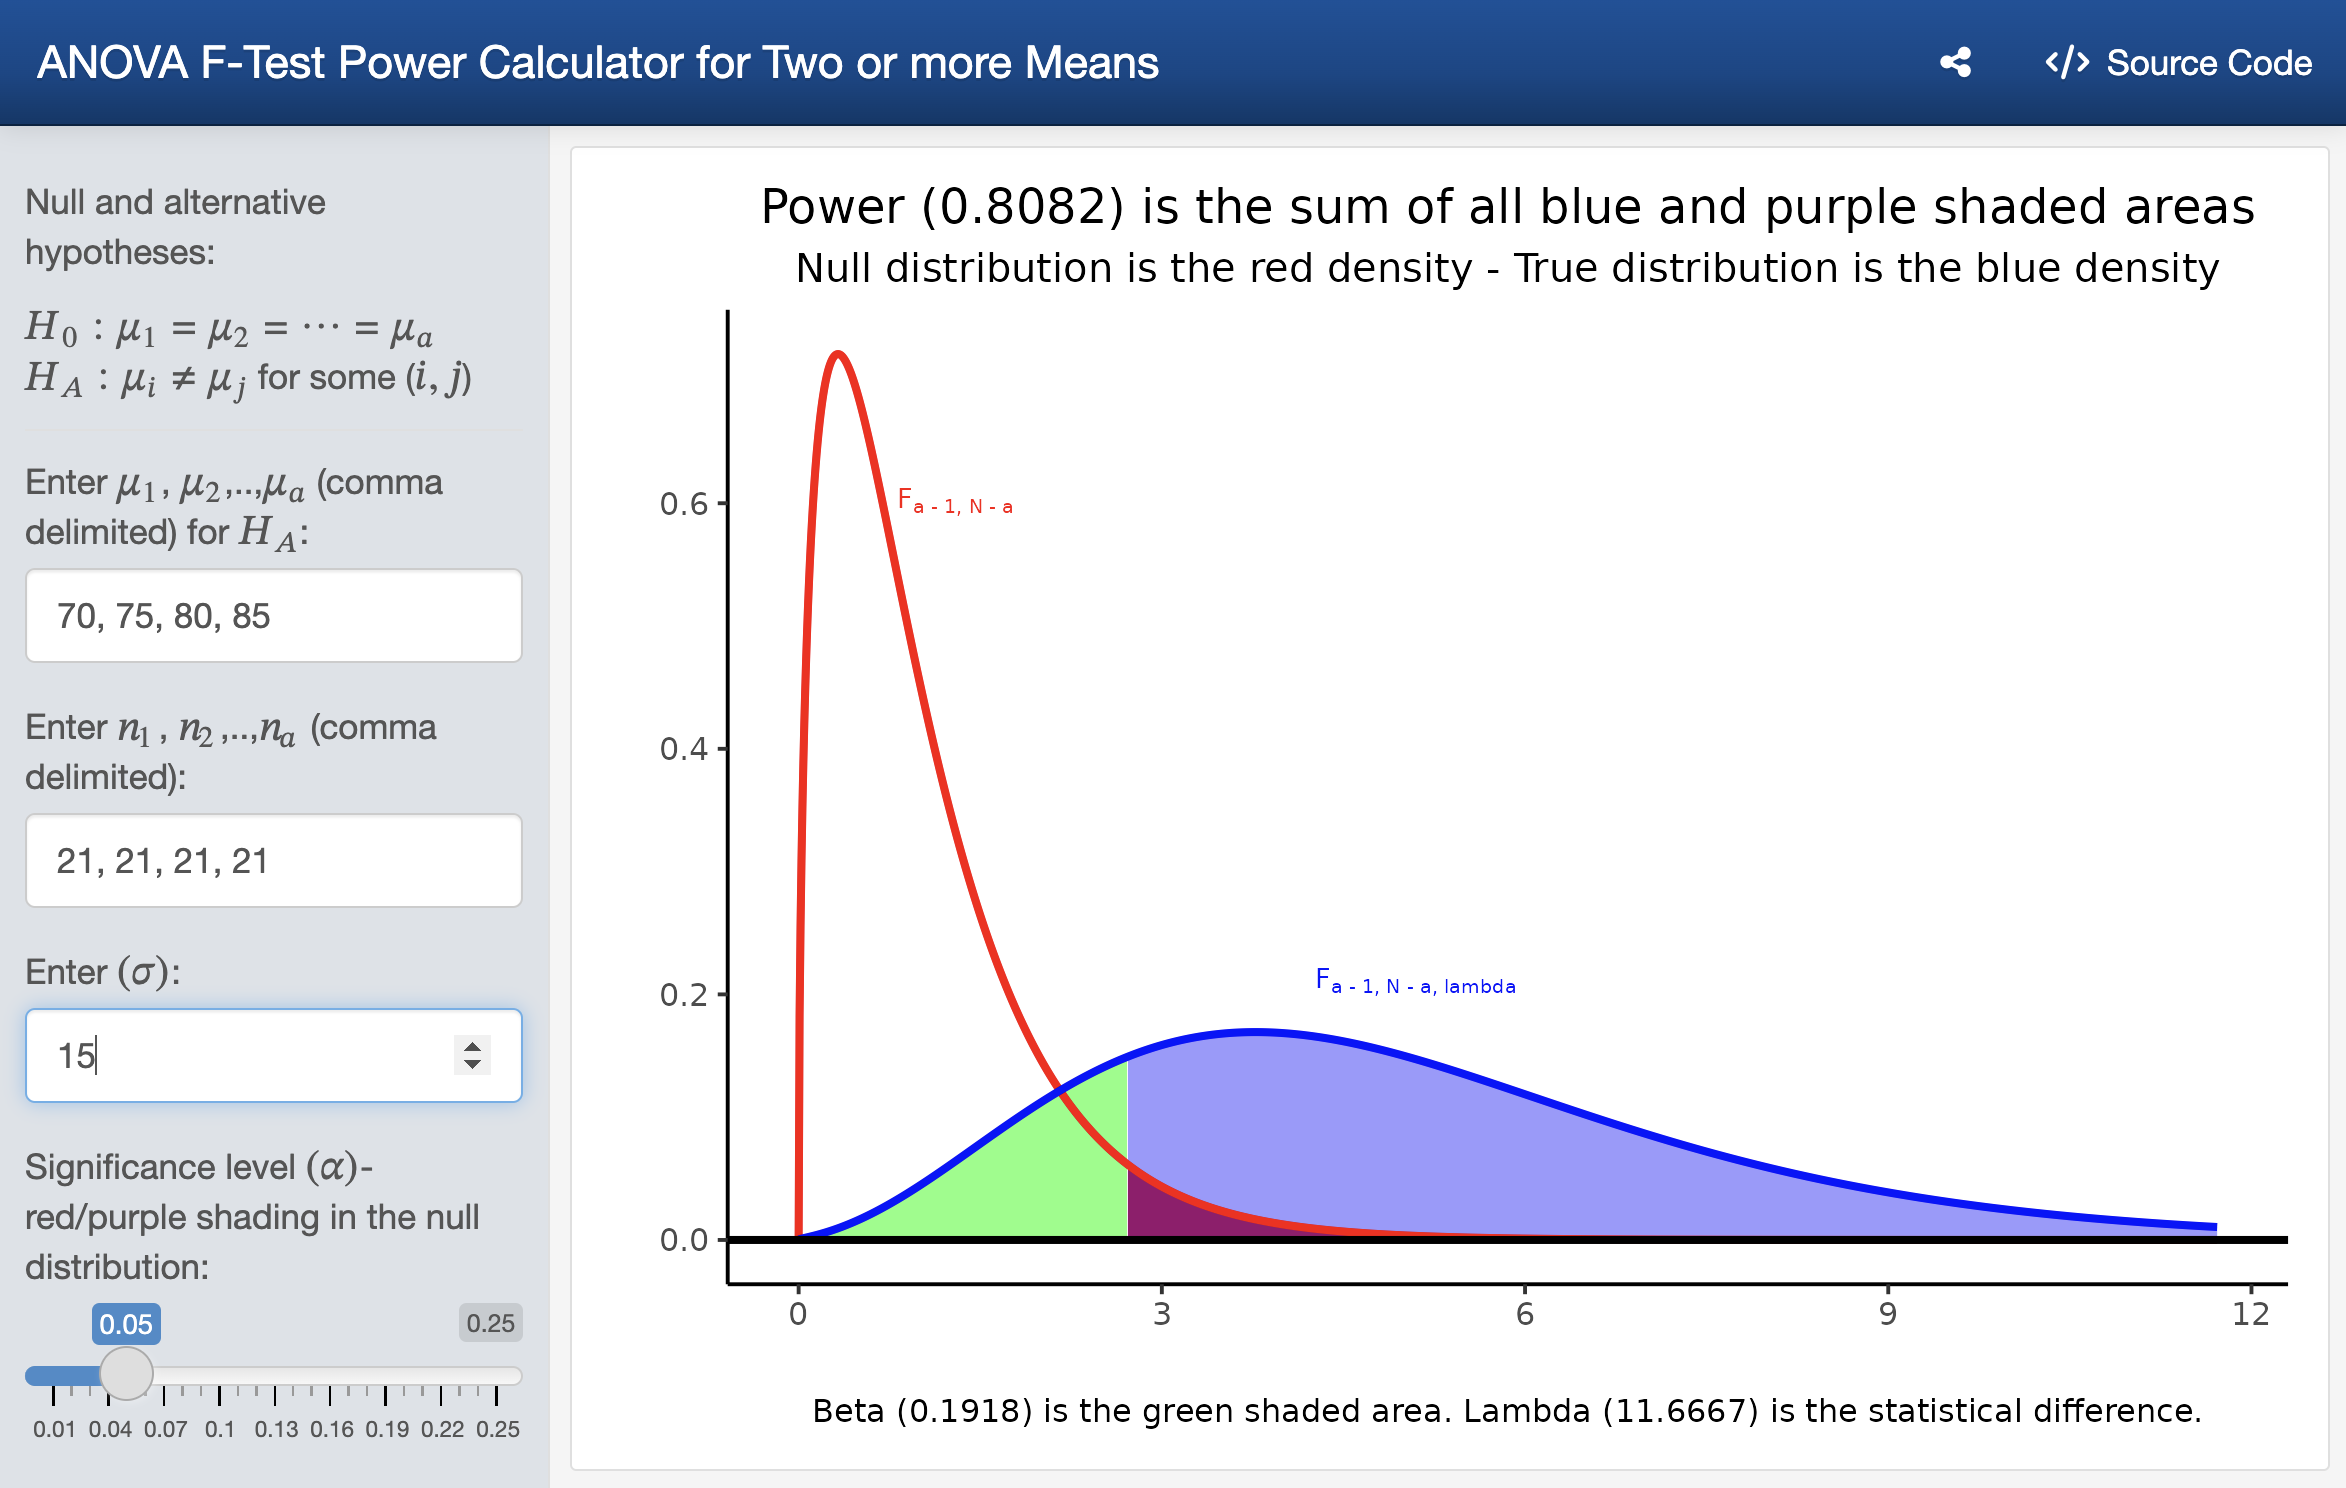 ANOVA F-Test Power Calculator for Two or more Means
</> Source Code
Null and alternative
hypotheses:
H₀ : μ₁ = μ₂ = ⋯ = μₐ
H_A : μᵢ ≠ μⱼ for some (i, j)
Enter μ₁, μ₂,..,μₐ (comma
delimited) for H_A:
70, 75, 80, 85
Enter n₁, n₂,..,nₐ (comma
delimited):
21, 21, 21, 21
Enter (σ):
15
Significance level (α)-
red/purple shading in the null
distribution:
0.05
0.25
0.01 0.04 0.07 0.1 0.13 0.16 0.19 0.22 0.25
Power (0.8082) is the sum of all blue and purple shaded areas
Null distribution is the red density - True distribution is the blue density
0.6
0.4
0.2
0.0
F a - 1, N - a
F a - 1, N - a, lambda
0 3 6 9 12
Beta (0.1918) is the green shaded area. Lambda (11.6667) is the statistical difference.